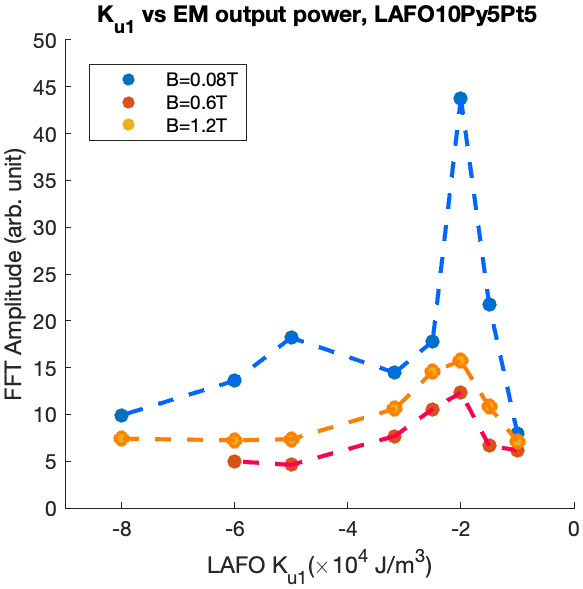 K_u1 vs EM output power, LAFO10Py5Pt5
B=0.08T
B=0.6T
B=1.2T
FFT Amplitude (arb. unit)
50
45
40
35
30
25
20
15
10
5
0
-8
-6
-4
-2
0
LAFO K_u1(× 10^4 J/m^3)